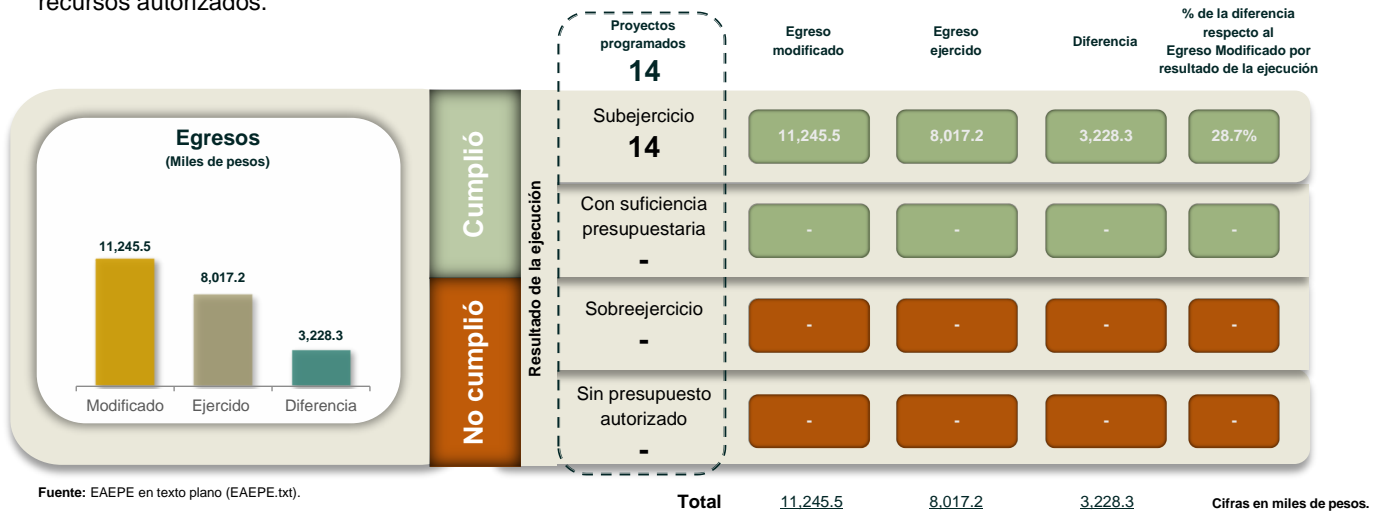 recursos autorizados.
Proyectos
programados
14
Egreso
modificado
Egreso
ejercido
Diferencia
% de la diferencia
respecto al
Egreso Modificado por
resultado de la ejecución
Egresos
(Miles de pesos)
11,245.5
8,017.2
3,228.3
Modificado
Ejercido
Diferencia
Cumplió
No cumplió
Resultado de la ejecución
Subejercicio
14
11,245.5
8,017.2
3,228.3
28.7%
Con suficiencia
presupuestaria
-
-
-
-
-
Sobreejercicio
-
-
-
-
-
Sin presupuesto
autorizado
-
-
-
-
-
Fuente: EAEPE en texto plano (EAEPE.txt).
Total
11,245.5
8,017.2
3,228.3
Cifras en miles de pesos.